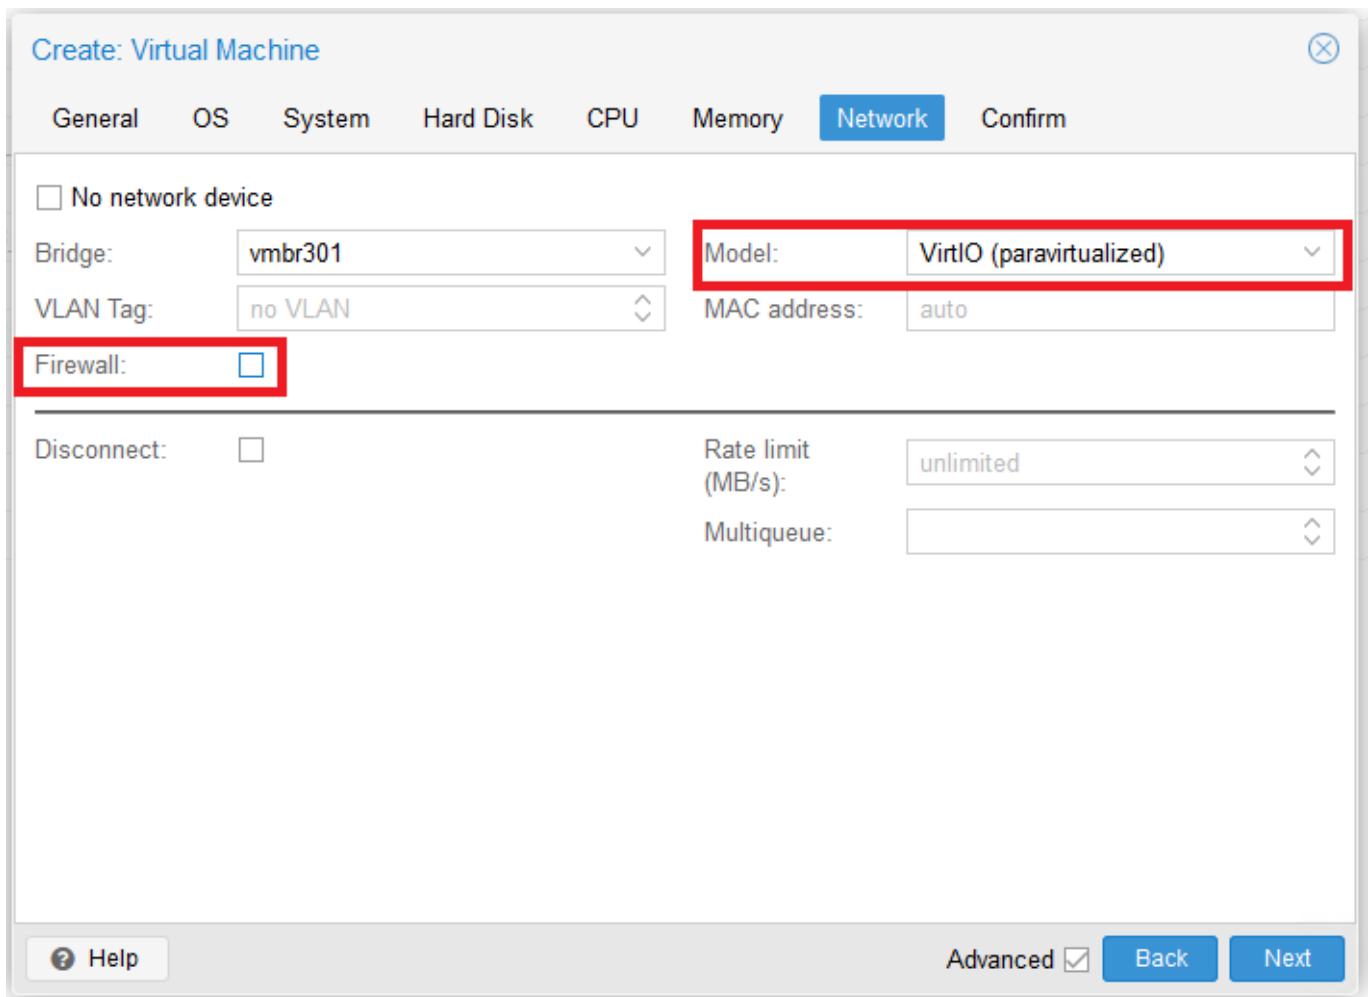 Create: Virtual Machine
General OS System Hard Disk CPU Memory Network Confirm
No network device
Bridge: vmbr301 Model: VirtIO (paravirtualized)
VLAN Tag: no VLAN MAC address: auto
Firewall:
Disconnect: Rate limit (MB/s): unlimited
Multiqueue:
Help Advanced Back Next